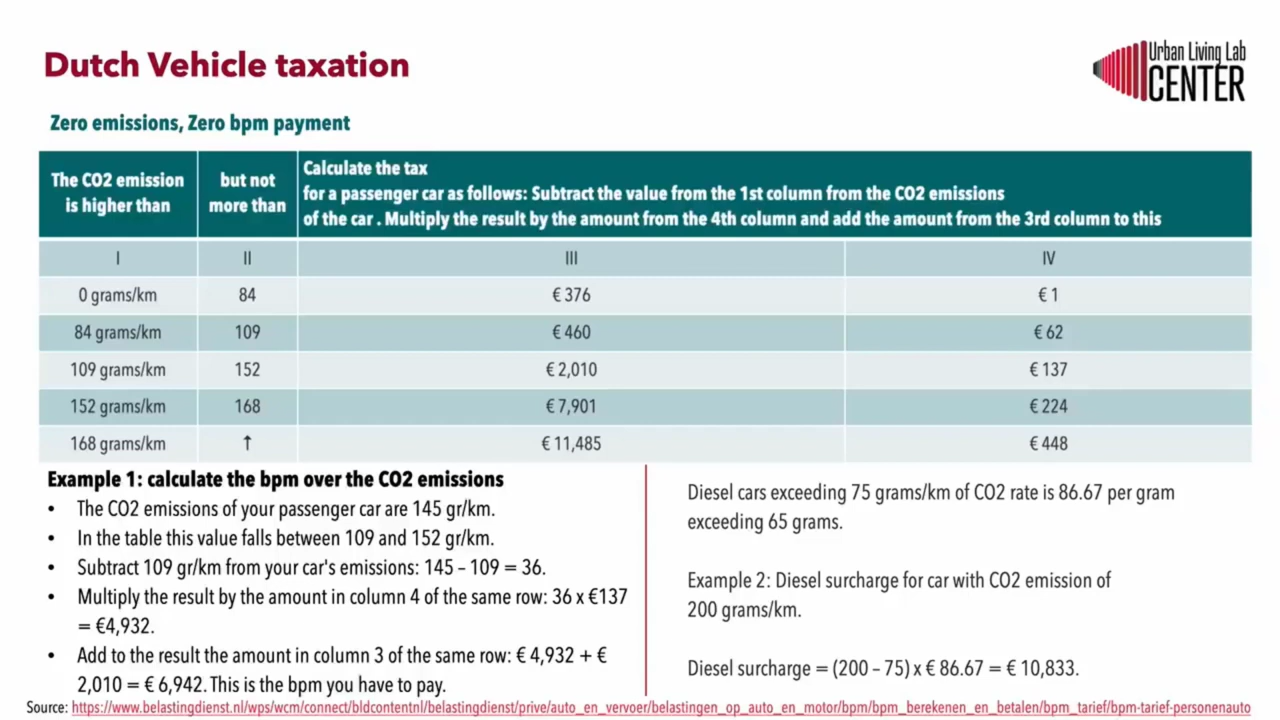 Dutch Vehicle taxation
Urban Living Lab
CENTER
Zero emissions, Zero bpm payment
The CO2 emission
is higher than
but not
more than
Calculate the tax
for a passenger car as follows: Subtract the value from the 1st column from the CO2 emissions
of the car . Multiply the result by the amount from the 4th column and add the amount from the 3rd column to this
I II III IV
0 grams/km 84 € 376 € 1
84 grams/km 109 € 460 € 62
109 grams/km 152 € 2,010 € 137
152 grams/km 168 € 7,901 € 224
168 grams/km ↑ € 11,485 € 448
Example 1: calculate the bpm over the CO2 emissions
• The CO2 emissions of your passenger car are 145 gr/km.
• In the table this value falls between 109 and 152 gr/km.
• Subtract 109 gr/km from your car's emissions: 145 – 109 = 36.
• Multiply the result by the amount in column 4 of the same row: 36 x €137
= €4,932.
• Add to the result the amount in column 3 of the same row: € 4,932 + €
2,010 = € 6,942. This is the bpm you have to pay.
Diesel cars exceeding 75 grams/km of CO2 rate is 86.67 per gram
exceeding 65 grams.
Example 2: Diesel surcharge for car with CO2 emission of
200 grams/km.
Diesel surcharge = (200 – 75) x € 86.67 = € 10,833.
Source: https://www.belastingdienst.nl/wps/wcm/connect/bldcontentnl/belastingdienst/prive/auto_en_vervoer/belastingen_op_auto_en_motor/bpm/bpm_berekenen_en_betalen/bpm_tarief/bpm-tarief-personenauto